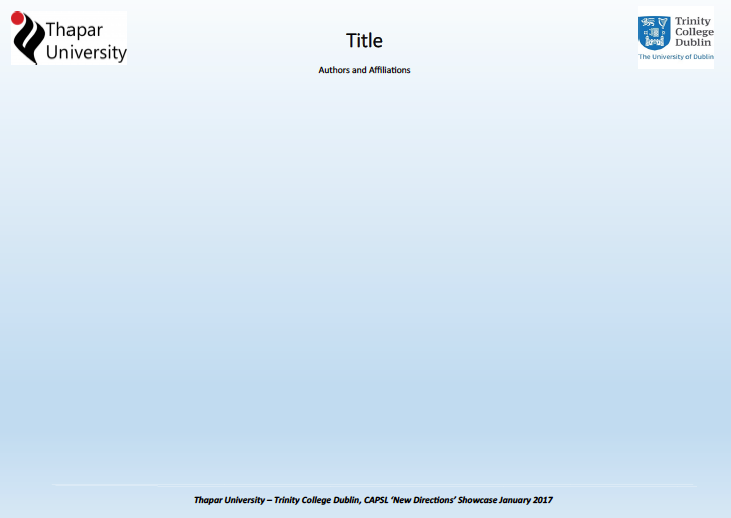 Thapar
University
Title
Trinity
College
Dublin
The University of Dublin
Authors and Affiliations
Thapar University – Trinity College Dublin, CAPSL ‘New Directions’ Showcase January 2017